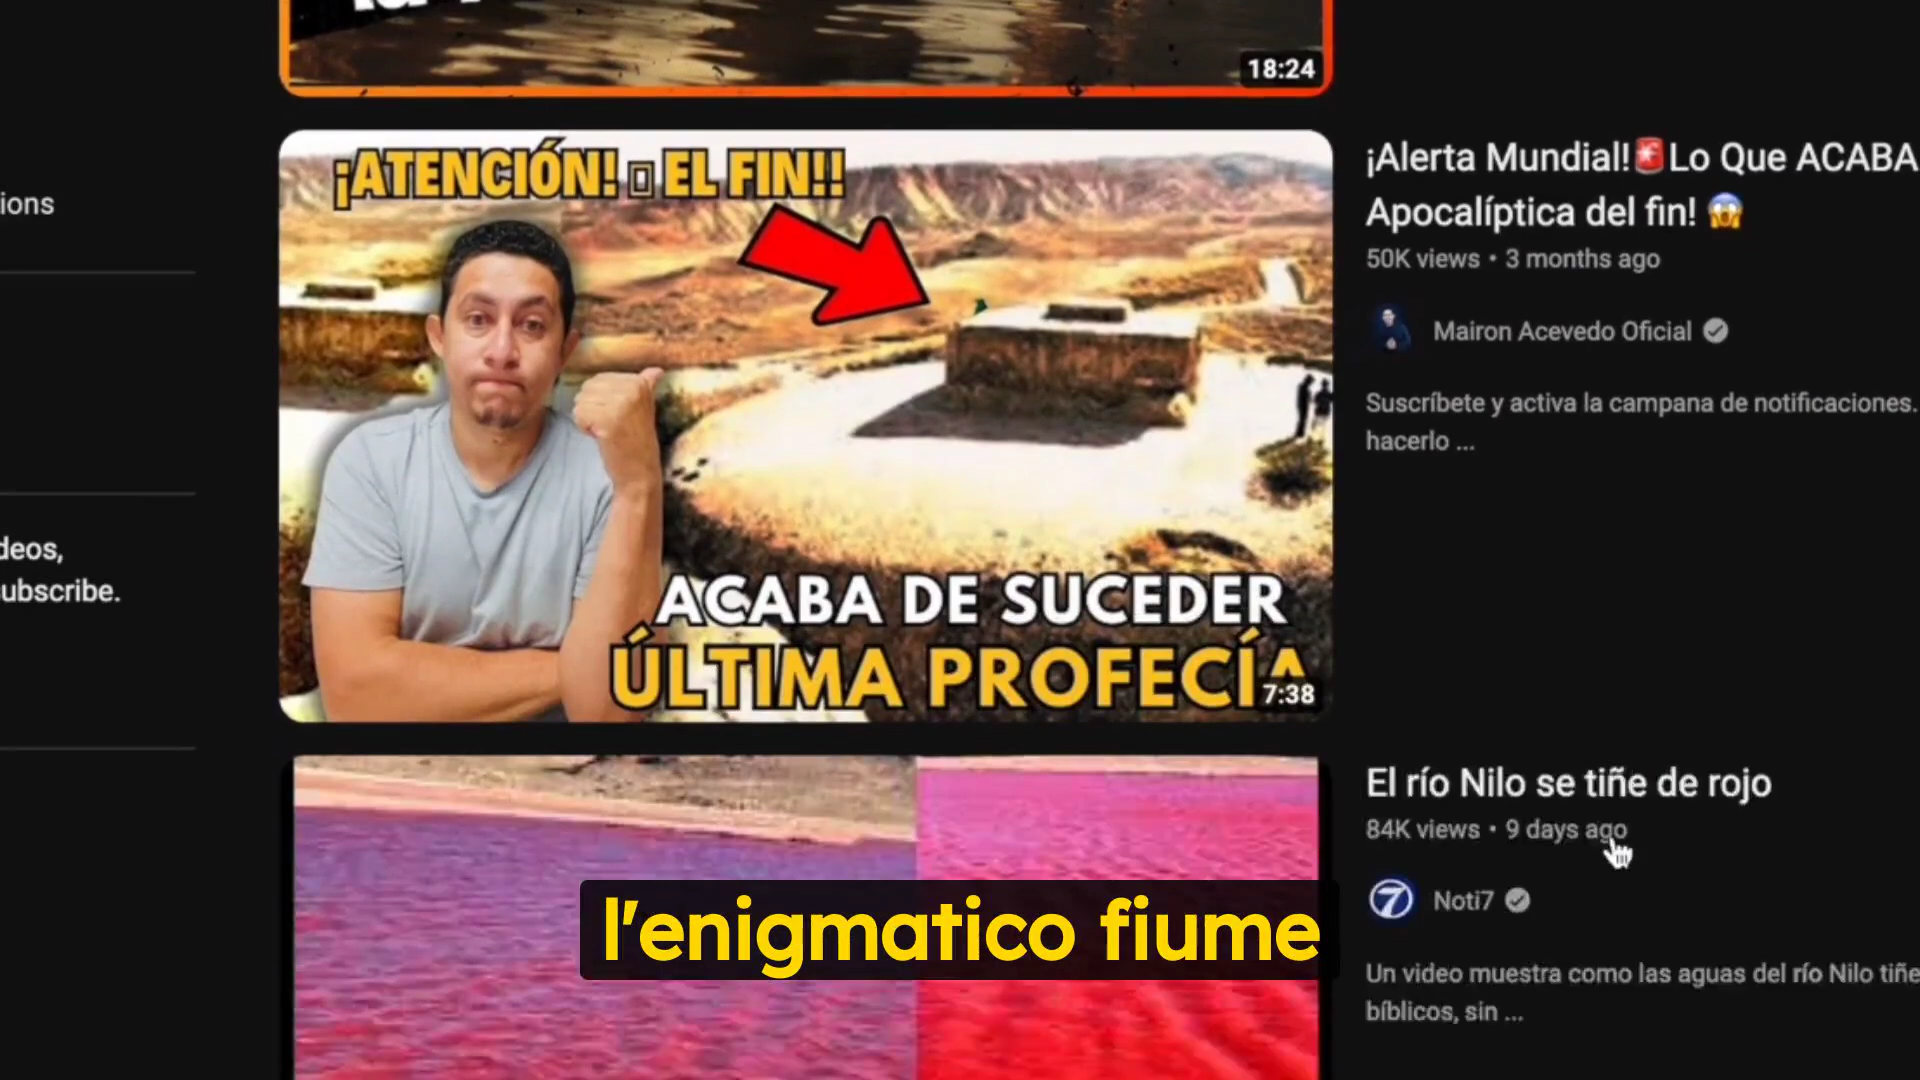 18:24
ions
¡ATENCIÓN! EL FIN!!
ACABA DE SUCEDER
ÚLTIMA PROFECÍA
7:38
¡Alerta Mundial!🚨Lo Que ACABA
Apocalíptica del fin! 😱
50K views • 3 months ago
Mairon Acevedo Oficial
Suscríbete y activa la campana de notificaciones.
hacerlo ...
deos,
ubscribe.
El río Nilo se tiñe de rojo
84K views • 9 days ago
7
Noti7
Un video muestra como las aguas del río Nilo tiñe
bíblicos, sin ...
l'enigmatico fiume